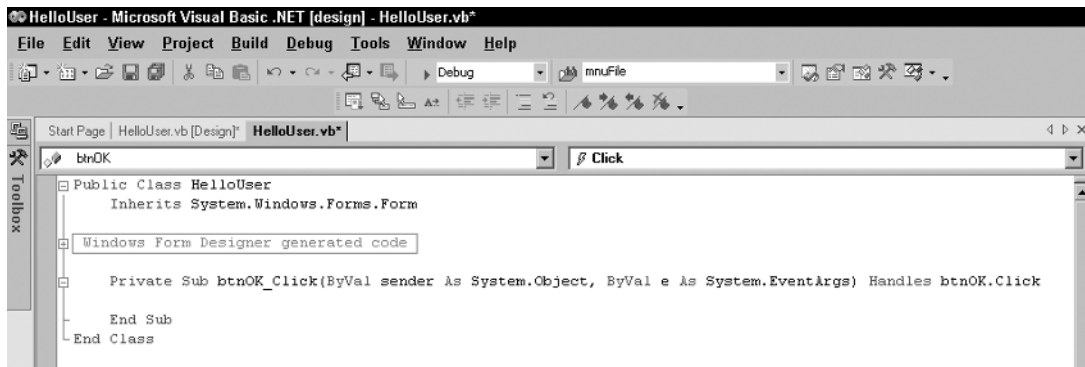 HelloUser - Microsoft Visual Basic .NET [design] - HelloUser.vb*
File Edit View Project Build Debug Tools Window Help
Debug mnuFile
Start Page HelloUser.vb [Design]* HelloUser.vb*
btnOK Click
Toolbox
Public Class HelloUser
Inherits System.Windows.Forms.Form
Windows Form Designer generated code
Private Sub btnOK_Click(ByVal sender As System.Object, ByVal e As System.EventArgs) Handles btnOK.Click
End Sub
End Class